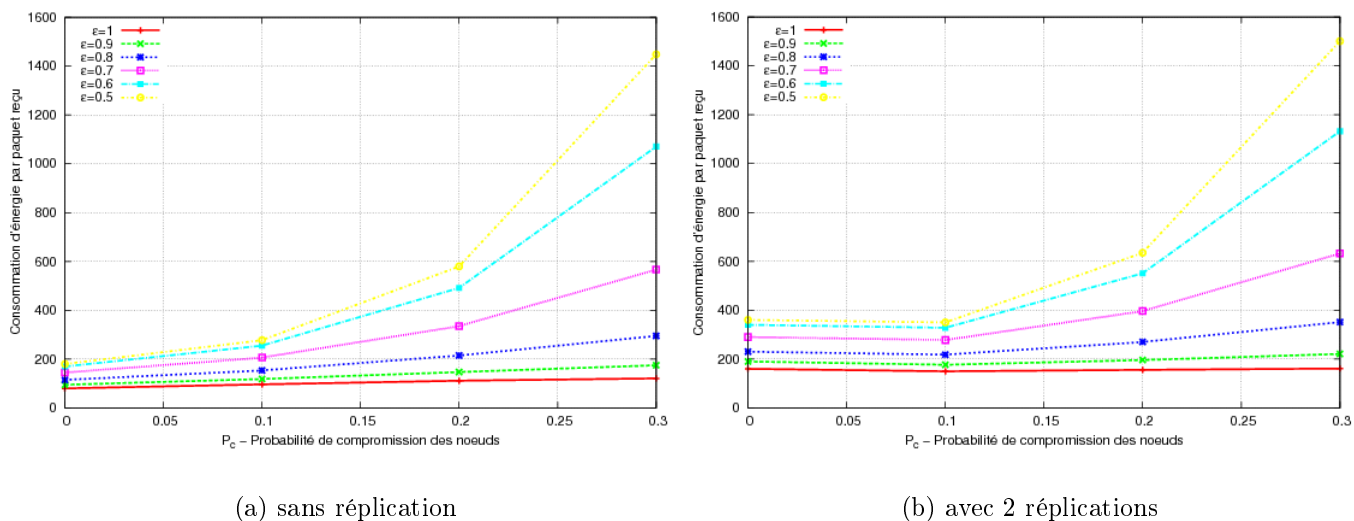 Consommation d'énergie par paquet reçu
1600
1400
1200
1000
800
600
400
200
0
ε=1
ε=0.9
ε=0.8
ε=0.7
ε=0.6
ε=0.5
0 0.05 0.1 0.15 0.2 0.25 0.3
Pc – Probabilité de compromission des noeuds
(a) sans réplication
Consommation d'énergie par paquet reçu
1600
1400
1200
1000
800
600
400
200
0
ε=1
ε=0.9
ε=0.8
ε=0.7
ε=0.6
ε=0.5
0 0.05 0.1 0.15 0.2 0.25 0.3
Pc – Probabilité de compromission des noeuds
(b) avec 2 réplications